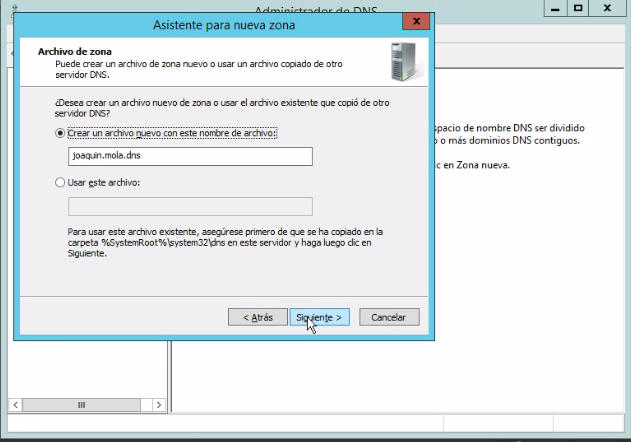 Administrador de DNS
Asistente para nueva zona
Archivo de zona
Puede crear un archivo de zona nuevo o usar un archivo copiado de otro
servidor DNS.
¿Desea crear un archivo nuevo de zona o usar el archivo existente que copió de otro
servidor DNS?
Crear un archivo nuevo con este nombre de archivo:
joaquin.mola.dns
Usar este archivo:
Para usar este archivo existente, asegúrese primero de que se ha copiado en la
carpeta %SystemRoot%\system32\dns en este servidor y haga luego clic en
Siguiente.
< Atrás
Siguiente >
Cancelar
spacio de nombre DNS ser dividido
o o más dominios DNS contiguos.
ic en Zona nueva.